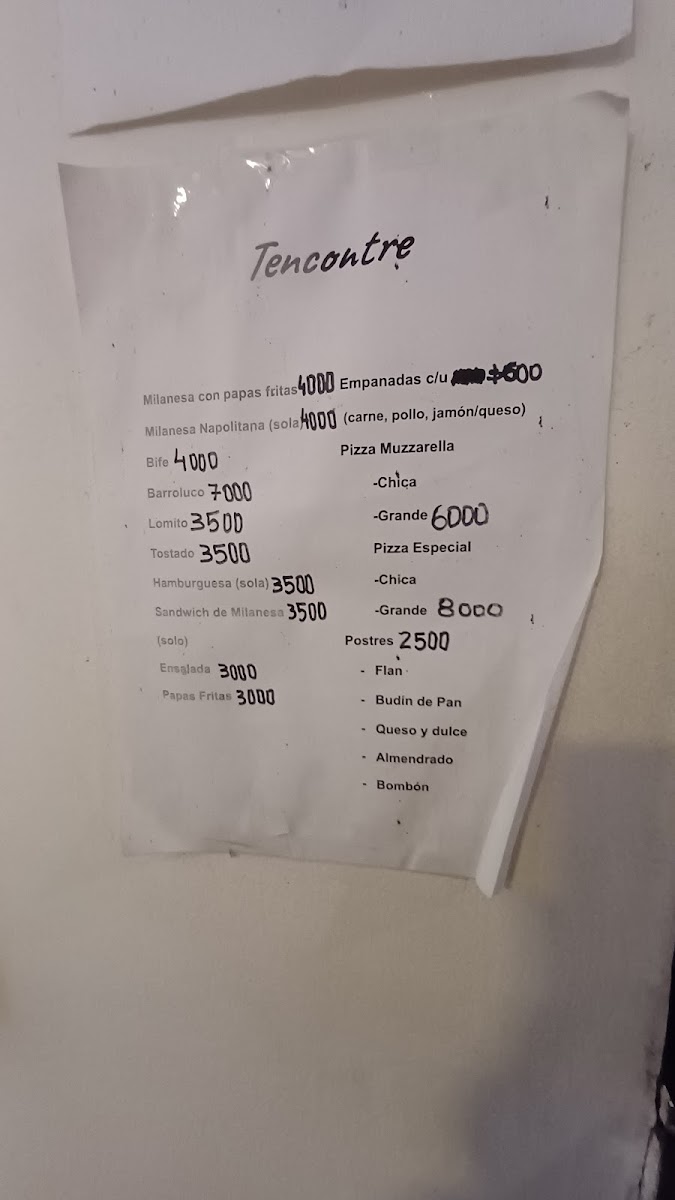 Tencontre
Milanesa con papas fritas 4000
Milanesa Napolitana (sola) 4000
Bife 4000
Barroluco 7000
Lomito 3500
Tostado 3500
Hamburguesa (sola) 3500
Sandwich de Milanesa 3500
(solo)
Ensalada 3000
Papas Fritas 3000
Empanadas c/u
(carne, pollo, jamón/queso)
Pizza Muzzarella
-Chica
-Grande 6000
Pizza Especial
-Chica
-Grande 8000
Postres 2500
- Flan
- Budin de Pan
- Queso y dulce
- Almendrado
- Bombón